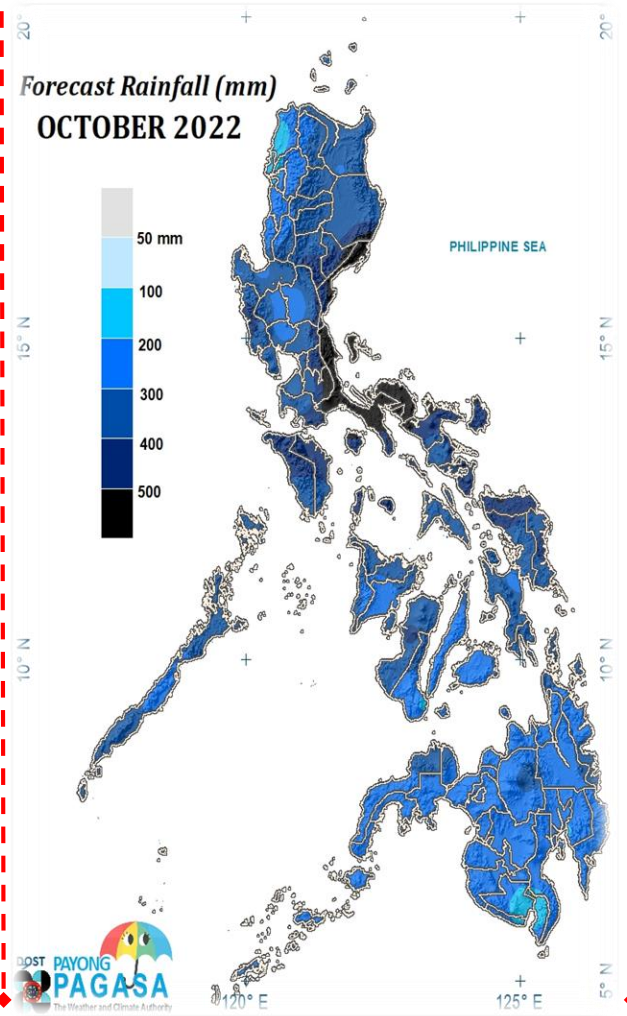 20°
20°
Forecast Rainfall (mm)
OCTOBER 2022
50 mm
PHILIPPINE SEA
100
15° N
200
15° N
300
400
500
10° N
10° N
DOST PAYONG
PAGASA
The Weather and Climate Authority
120° E
125° E
5° N